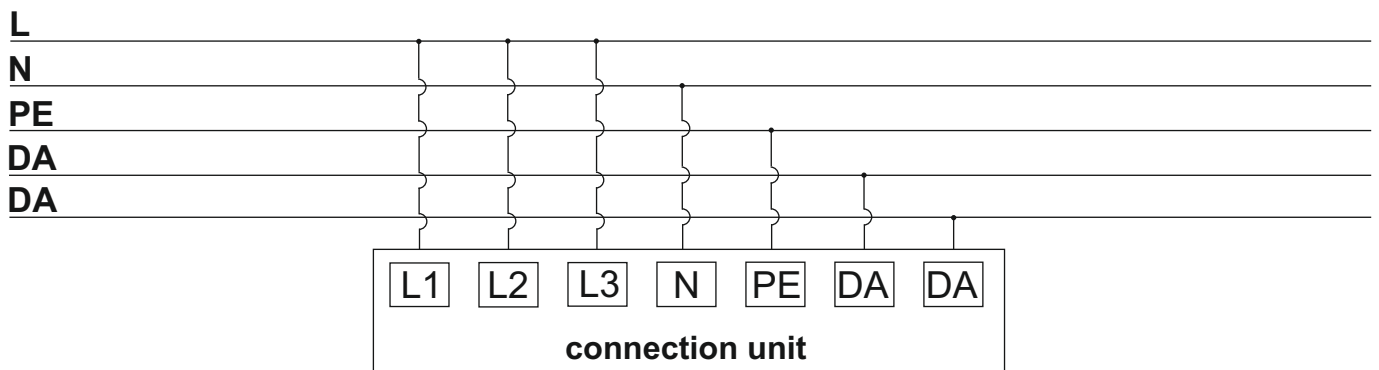 L
N
PE
DA
DA
L1 L2 L3 N PE DA DA
connection unit